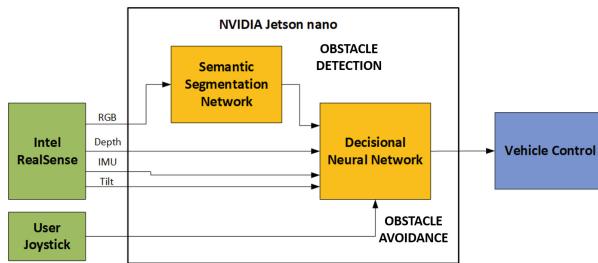 NVIDIA Jetson nano
OBSTACLE
DETECTION
Semantic
Segmentation
Network
RGB
Intel
RealSense
Depth
IMU
Tilt
Decisional
Neural Network
Vehicle Control
User
Joystick
OBSTACLE
AVOIDANCE